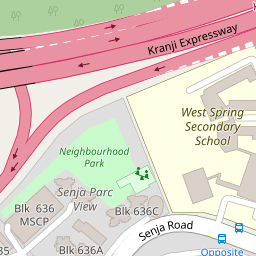 Kranji Expressway
West Spring
Secondary
School
Neighbourhood
Park
Senja Parc
View
Blk 636
MSCP
Blk 636C
Senja Road
Blk 636A
Opposite